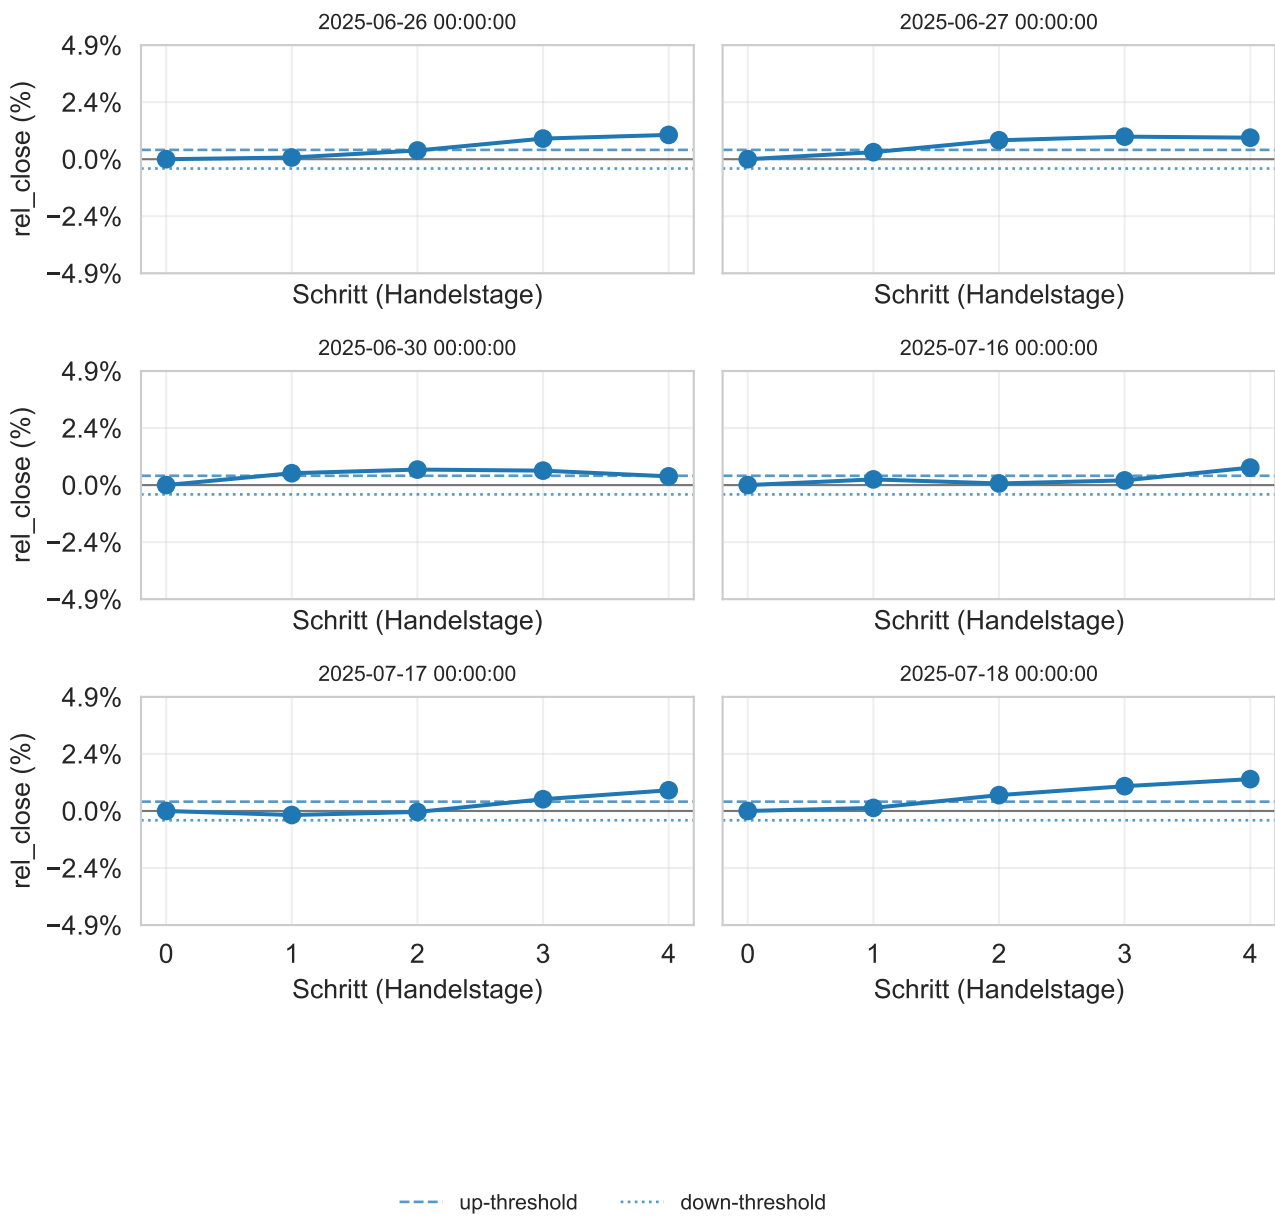 2025-06-26 00:00:00
2025-06-27 00:00:00
4.9%
2.4%
0.0%
−2.4%
−4.9%
rel_close (%)
Schritt (Handelstage)
Schritt (Handelstage)
2025-06-30 00:00:00
2025-07-16 00:00:00
4.9%
2.4%
0.0%
−2.4%
−4.9%
rel_close (%)
Schritt (Handelstage)
Schritt (Handelstage)
2025-07-17 00:00:00
2025-07-18 00:00:00
4.9%
2.4%
0.0%
−2.4%
−4.9%
rel_close (%)
0 1 2 3 4
0 1 2 3 4
Schritt (Handelstage)
Schritt (Handelstage)
up-threshold
down-threshold